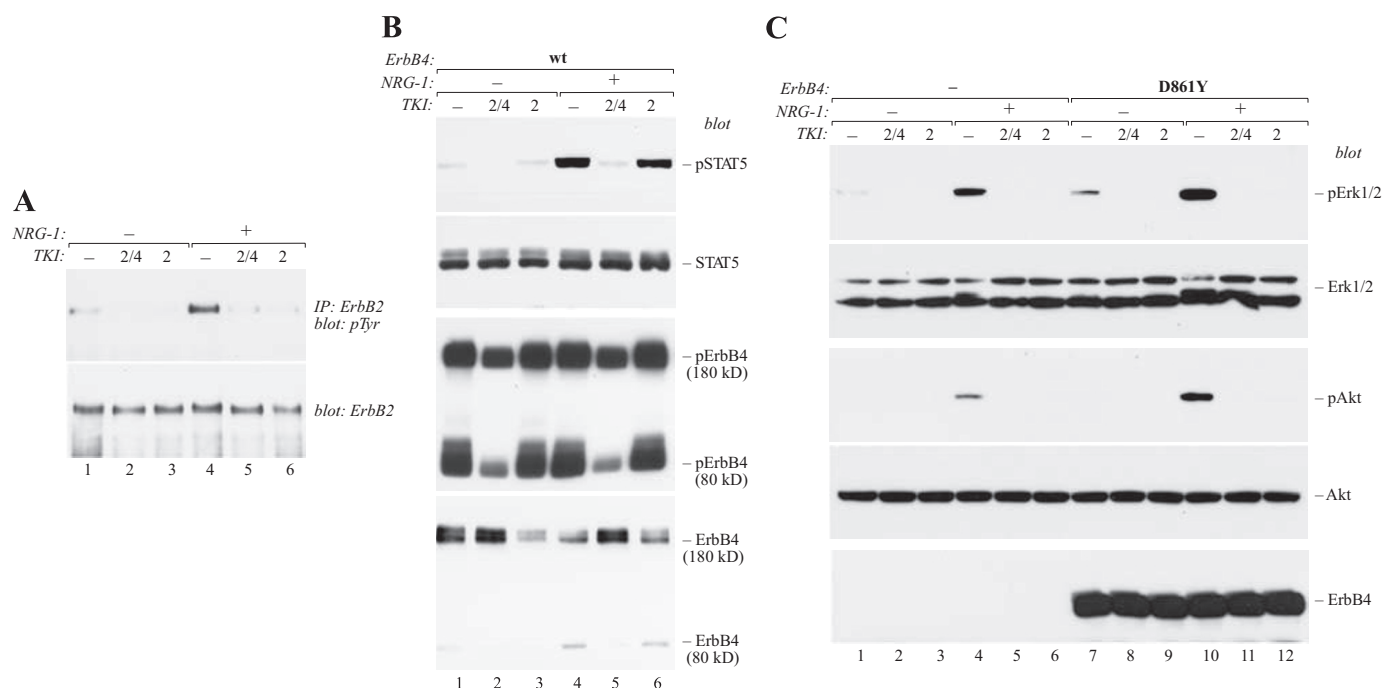 A
NRG-1: – +
TKI: – 2/4 2 – 2/4 2
IP: ErbB2
blot: pTyr
blot: ErbB2
1 2 3 4 5 6
B
ErbB4: wt
NRG-1: – +
TKI: – 2/4 2 – 2/4 2
blot
– pSTAT5
– STAT5
– pErbB4
(180 kD)
– pErbB4
(80 kD)
– ErbB4
(180 kD)
– ErbB4
(80 kD)
1 2 3 4 5 6
C
ErbB4: – D861Y
NRG-1: – + – +
TKI: – 2/4 2 – 2/4 2 – 2/4 2 – 2/4 2
blot
– pErk1/2
– Erk1/2
– pAkt
– Akt
– ErbB4
1 2 3 4 5 6 7 8 9 10 11 12